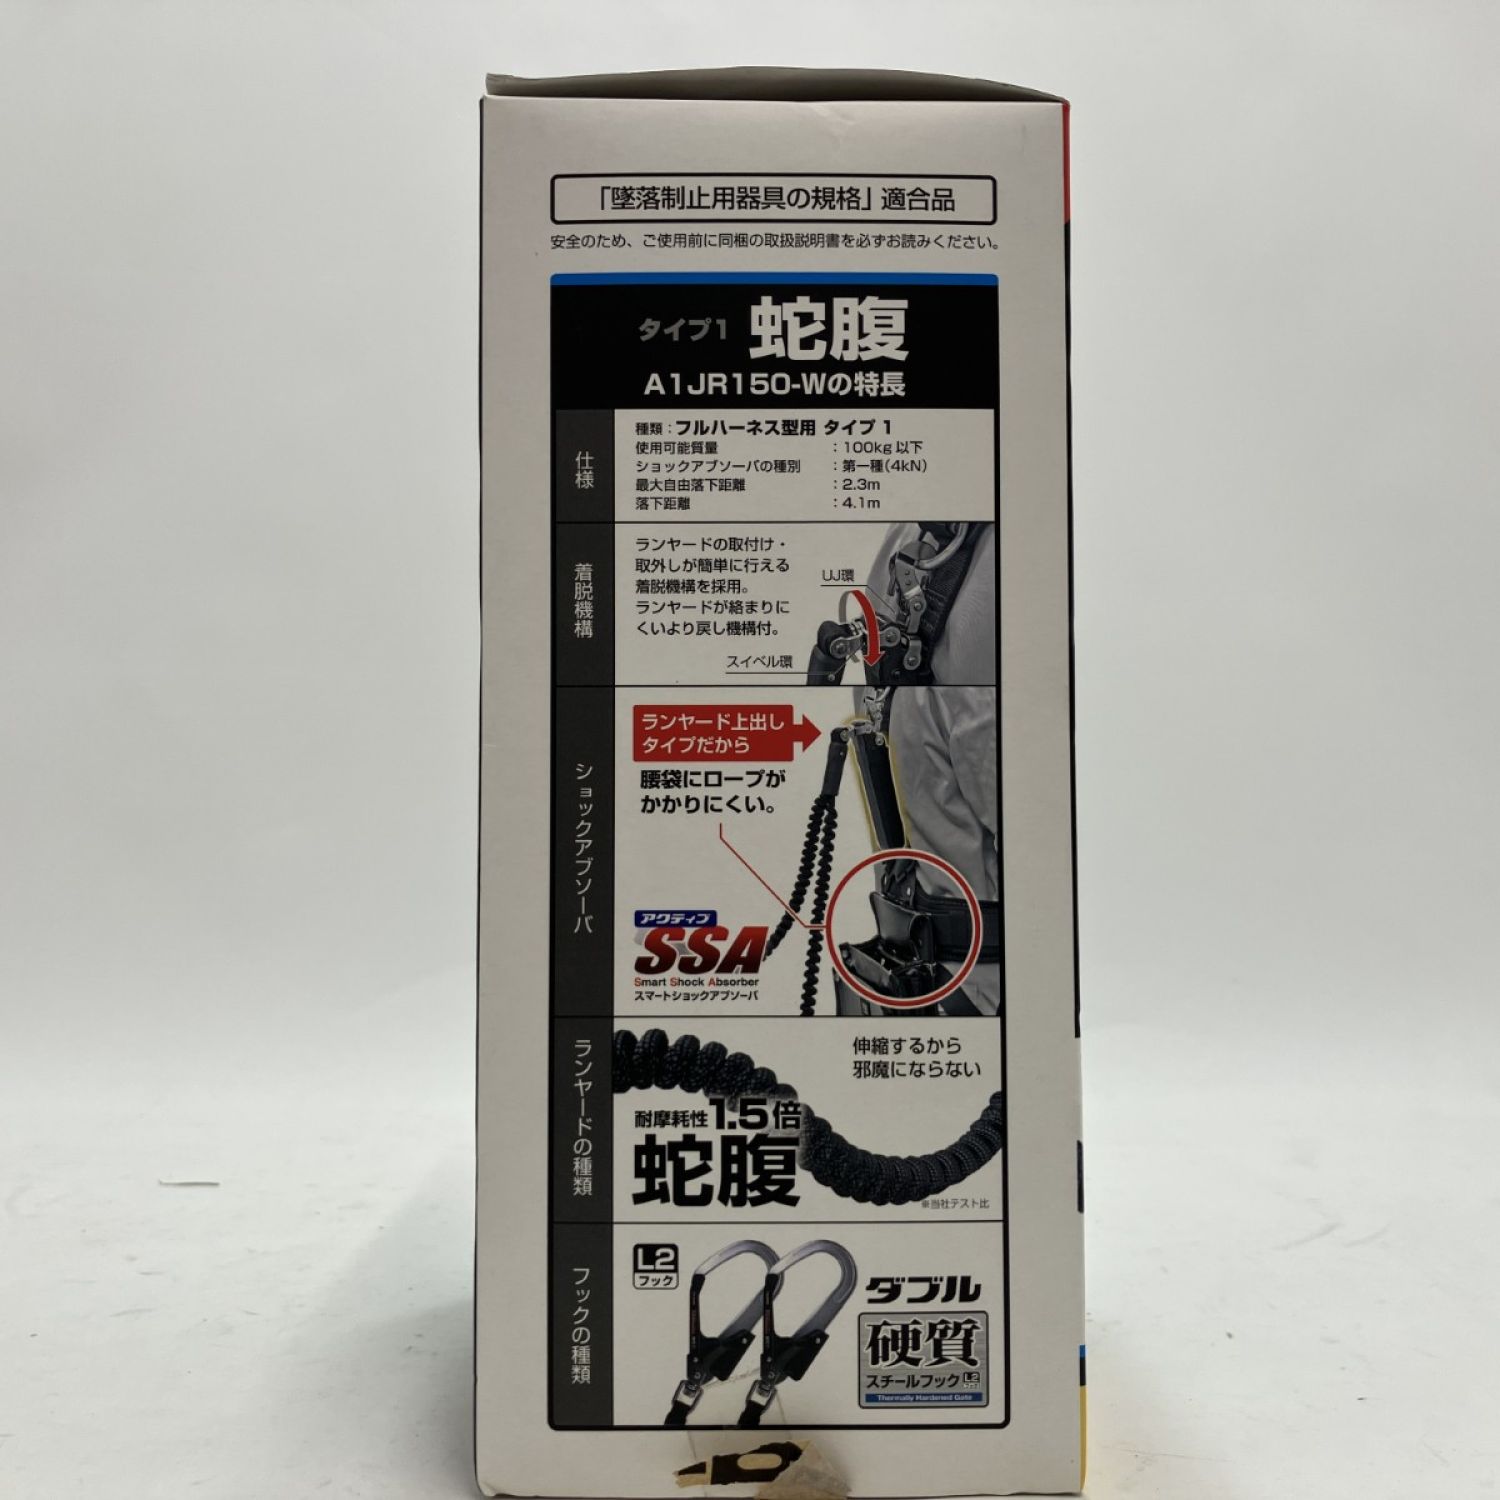 「墜落制止用器具の規格」適合品
安全のため、ご使用前に同梱の取扱説明書を必ずお読みください。
タイプ1 蛇腹
A1JR150-Wの特長
仕様
種類：フルハーネス型用 タイプ 1
使用可能質量 ：100kg 以下
ショックアブソーバの種別 ：第一種(4kN)
最大自由落下距離 ：2.3m
落下距離 ：4.1m
着脱機構
ランヤードの取付け・
取外しが簡単に行える
着脱機構を採用。
ランヤードが絡まりに
くいより戻し機構付。
UJ環
スイベル環
ショックアブソーバ
ランヤード上出し
タイプだから
腰袋にロープが
かかりにくい。
アクティブ
SSA
Smart Shock Absorber
スマートショックアブソーバ
ランヤードの種類
伸縮するから
邪魔にならない
耐摩耗性1.5倍
蛇腹
※当社テスト比
フックの種類
L2
フック
ダブル
硬質
スチールフック L2
Thermally Hardened Gate